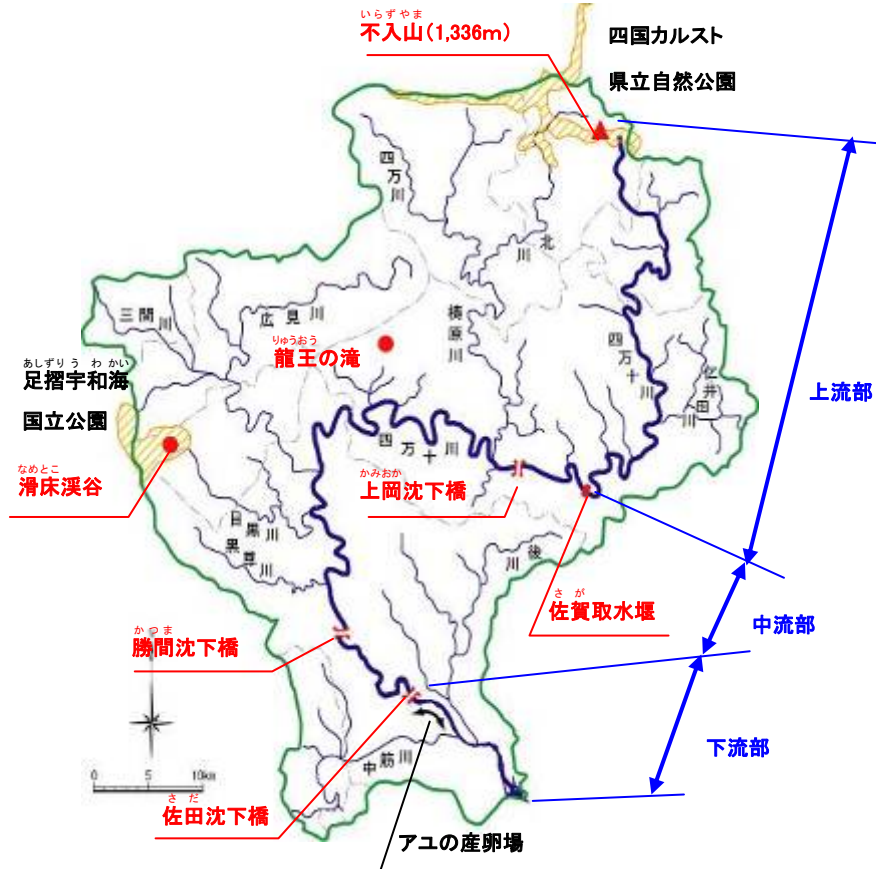 いらずやま
不入山(1,336m)
四国カルスト
県立自然公園
四万川
北川
三間川
広見川
梼原川
四万十川
仁井田川
りゅうおう
龍王の滝
あしずりうわかい
足摺宇和海
国立公園
上流部
四万十川
なめとこ
滑床渓谷
かみおか
上岡沈下橋
目黒川
黒尊川
後川
さが
佐賀取水堰
中流部
かつま
勝間沈下橋
下流部
中筋川
0 5 10km
さだ
佐田沈下橋
アユの産卵場